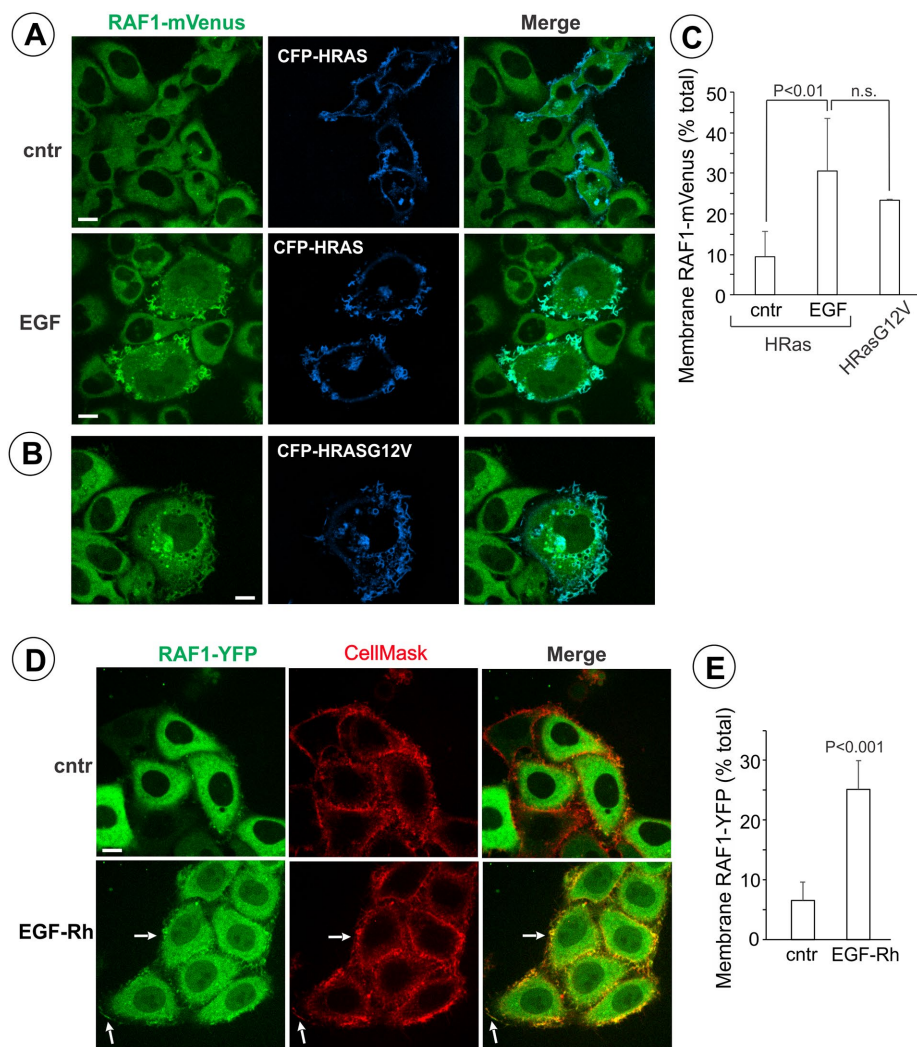 A
RAF1-mVenus
Merge
cntr
CFP-HRAS
EGF
CFP-HRAS
B
CFP-HRASG12V
C
P<0.01
n.s.
Membrane RAF1-mVenus (% total)
50
40
30
20
10
0
cntr
EGF
HRas
HRasG12V
D
RAF1-YFP
CellMask
Merge
cntr
EGF-Rh
E
P<0.001
Membrane RAF1-YFP (% total)
30
20
10
0
cntr
EGF-Rh